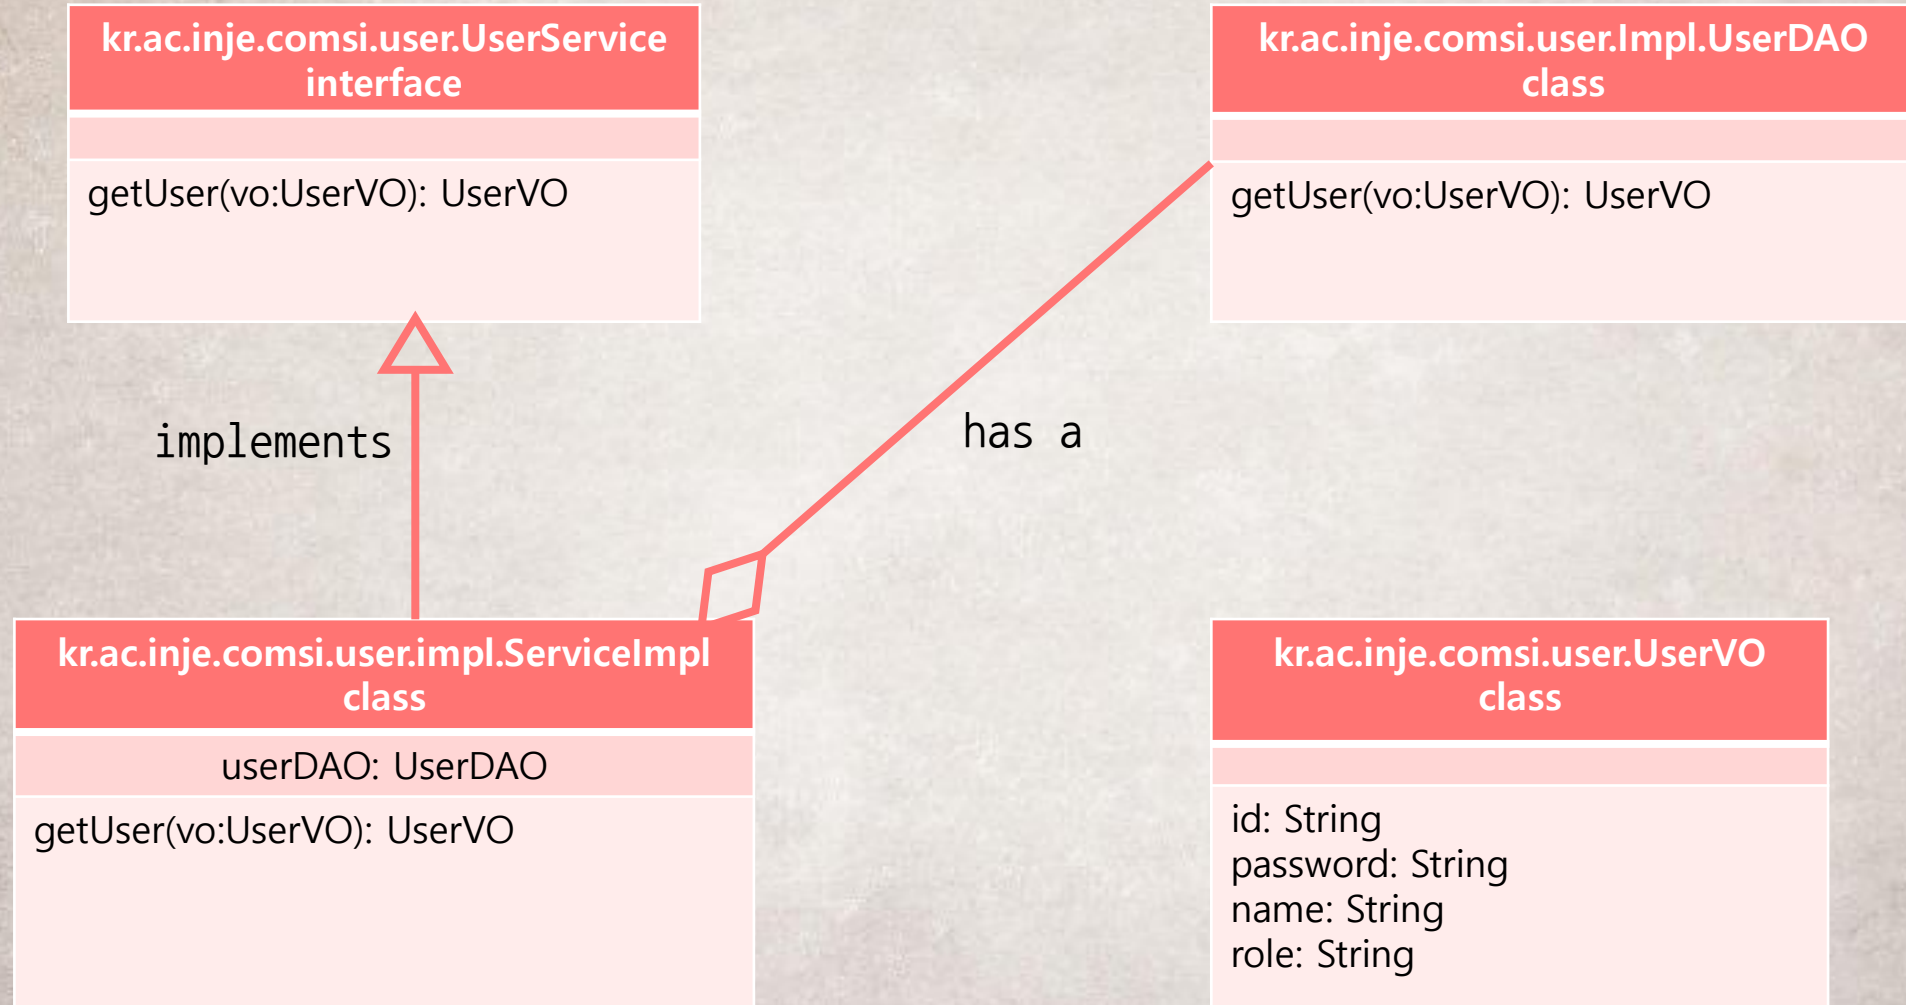 kr.ac.inje.comsi.user.UserService
interface
getUser(vo:UserVO): UserVO
kr.ac.inje.comsi.user.Impl.UserDAO
class
getUser(vo:UserVO): UserVO
implements
has a
kr.ac.inje.comsi.user.impl.ServiceImpl
class
userDAO: UserDAO
getUser(vo:UserVO): UserVO
kr.ac.inje.comsi.user.UserVO
class
id: String
password: String
name: String
role: String